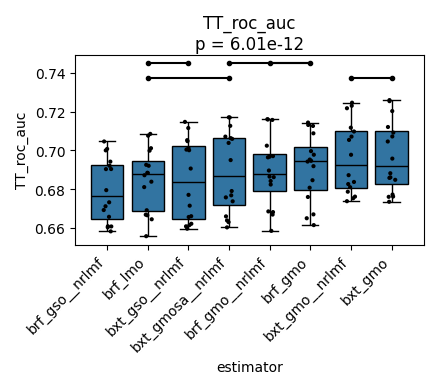 TT_roc_auc
p = 6.01e-12
TT_roc_auc
0.74
0.72
0.70
0.68
0.66
brf_gso__nrlmf
brf_lmo
bxt_gso__nrlmf
bxt_gmosa__nrlmf
brf_gmo__nrlmf
brf_gmo
bxt_gmo__nrlmf
bxt_gmo
estimator